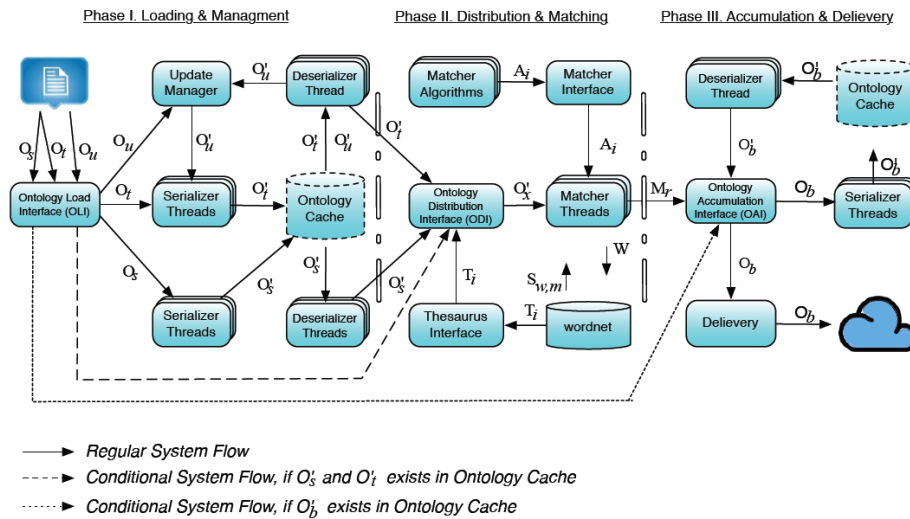 Phase I. Loading & Managment
Phase II. Distribution & Matching
Phase III. Accumulation & Delievery
Update
Manager
O'u
Deserializer
Thread
Matcher
Algorithms
Ai
Matcher
Interface
Deserializer
Thread
O'b
Ontology
Cache
Os
Ot
Ou
Ou
O'u
O't
O'u
O't
Ai
O'b
O'b
Ontology Load
Interface (OLI)
Ot
Serializer
Threads
O't
Ontology
Cache
Ontology
Distribution
Interface (ODI)
O'x
Matcher
Threads
Mr
Ontology
Accumulation
Interface (OAI)
Ob
Serializer
Threads
Os
O's
O's
O's
Ti
Sw,m
W
Ob
Serializer
Threads
Deserializer
Threads
Thesaurus
Interface
Ti
wordnet
Delievery
Ob
Regular System Flow
Conditional System Flow, if O's and O't exists in Ontology Cache
Conditional System Flow, if O'b exists in Ontology Cache